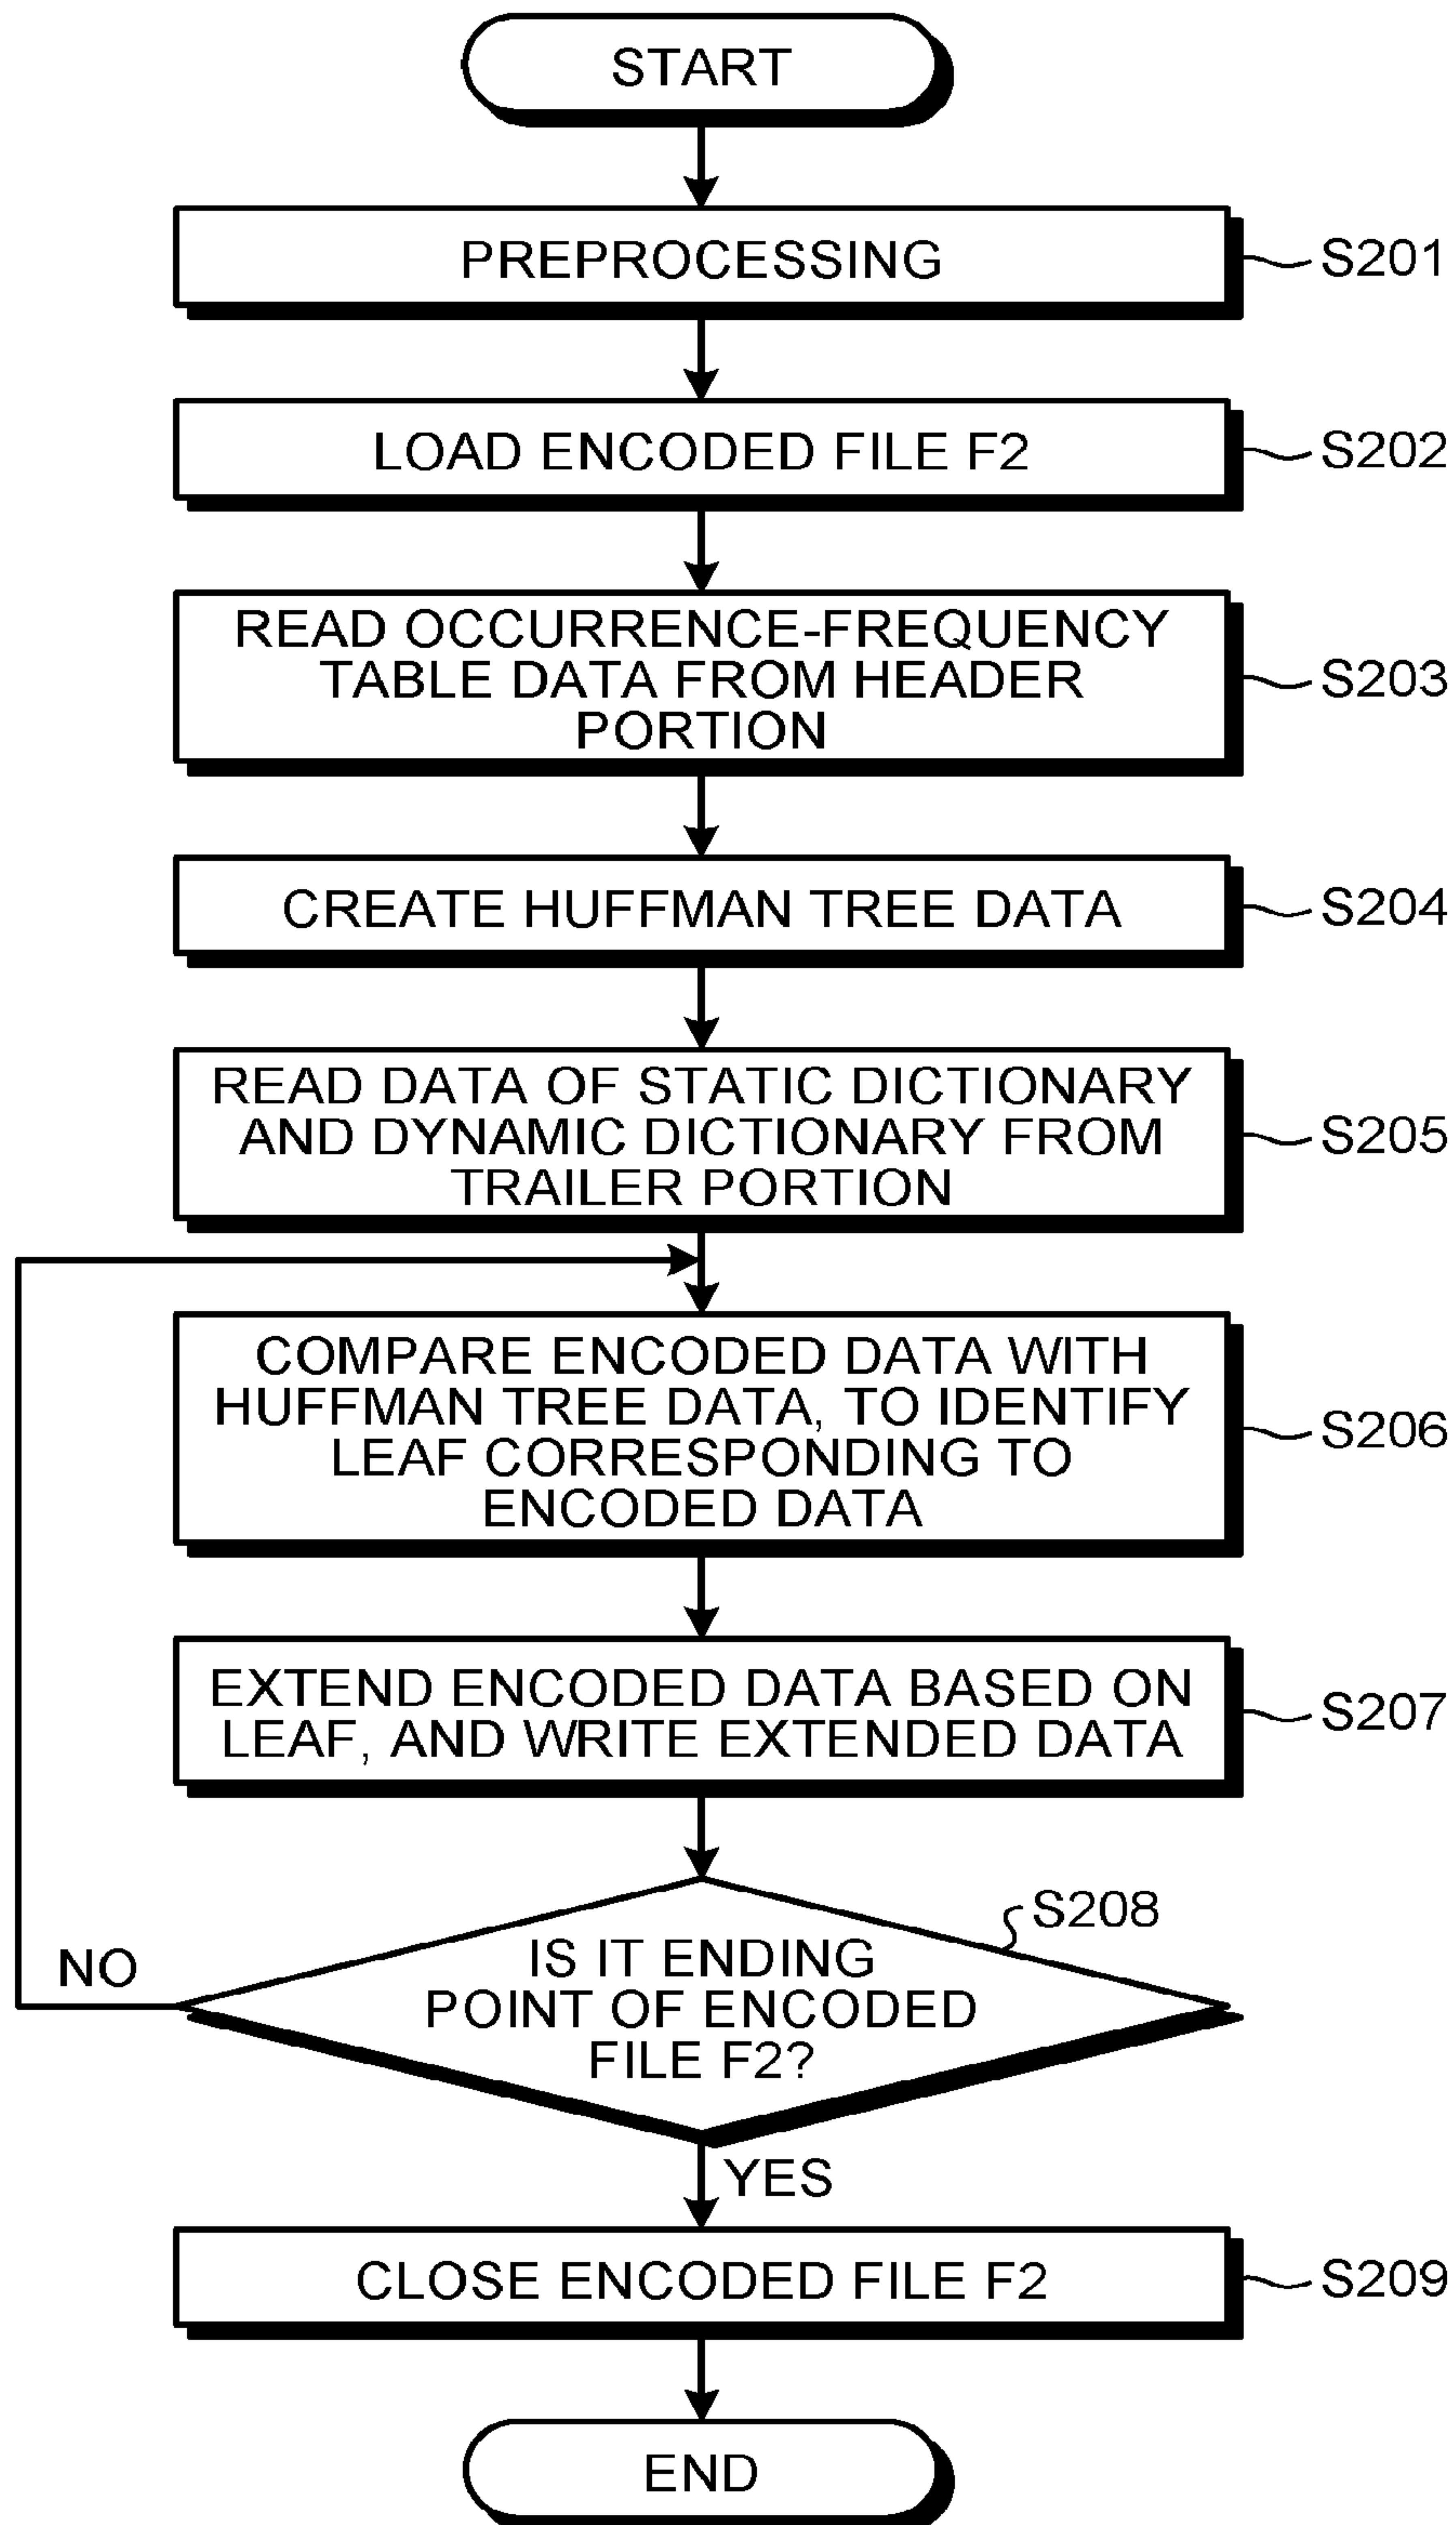 START
PREPROCESSING
S201
LOAD ENCODED FILE F2
S202
READ OCCURRENCE-FREQUENCY
TABLE DATA FROM HEADER
PORTION
S203
CREATE HUFFMAN TREE DATA
S204
READ DATA OF STATIC DICTIONARY
AND DYNAMIC DICTIONARY FROM
TRAILER PORTION
S205
COMPARE ENCODED DATA WITH
HUFFMAN TREE DATA, TO IDENTIFY
LEAF CORRESPONDING TO
ENCODED DATA
S206
EXTEND ENCODED DATA BASED ON
LEAF, AND WRITE EXTENDED DATA
S207
S208
NO
IS IT ENDING
POINT OF ENCODED
FILE F2?
YES
CLOSE ENCODED FILE F2
S209
END